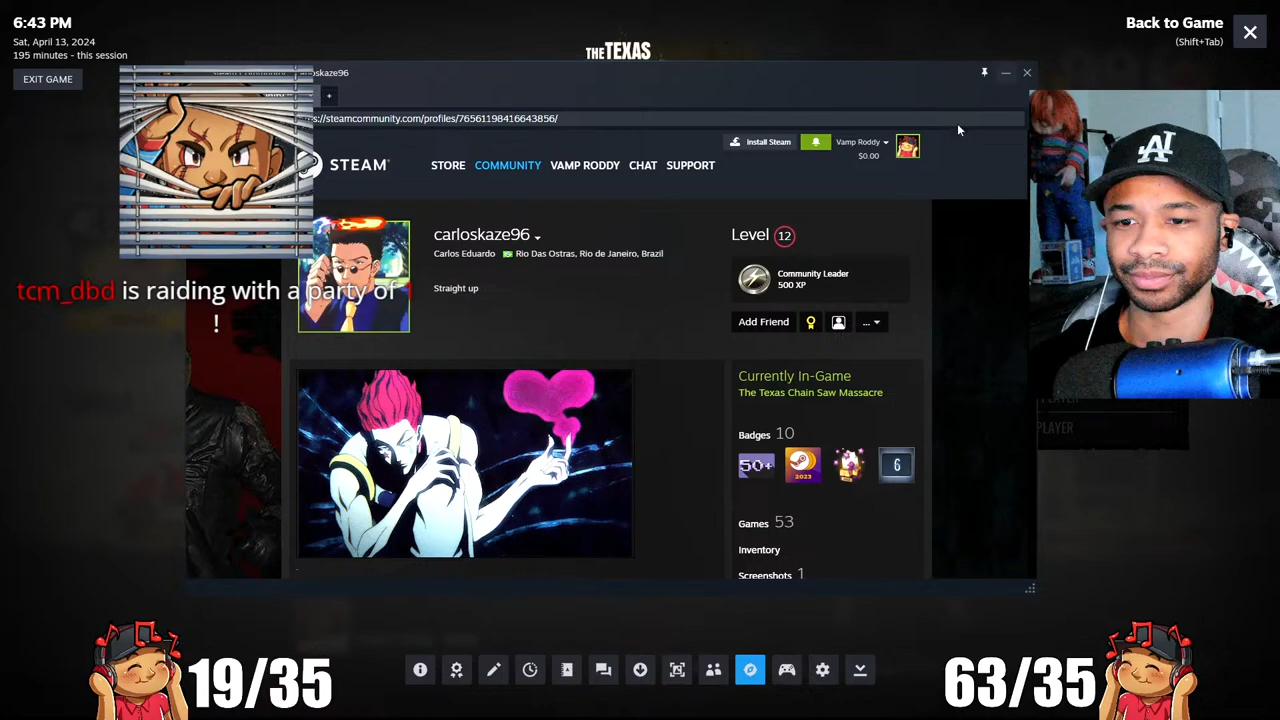 6:43 PM
Sat, April 13, 2024
195 minutes - this session
EXIT GAME
THE TEXAS
Back to Game
(Shift+Tab)
s://steamcommunity.com/profiles/76561198416643856/
Install Steam
Vamp Roddy
$0.00
STEAM
STORE
COMMUNITY
VAMP RODDY
CHAT
SUPPORT
carloskaze96
Carlos Eduardo
Rio Das Ostras, Rio de Janeiro, Brazil
Straight up
Level 12
Community Leader
500 XP
Add Friend
...
tcm_dbd is raiding with a party of
!
Currently In-Game
The Texas Chain Saw Massacre
Badges 10
50+
2023
6
Games 53
Inventory
Screenshots 1
PLAYER
19/35
63/35